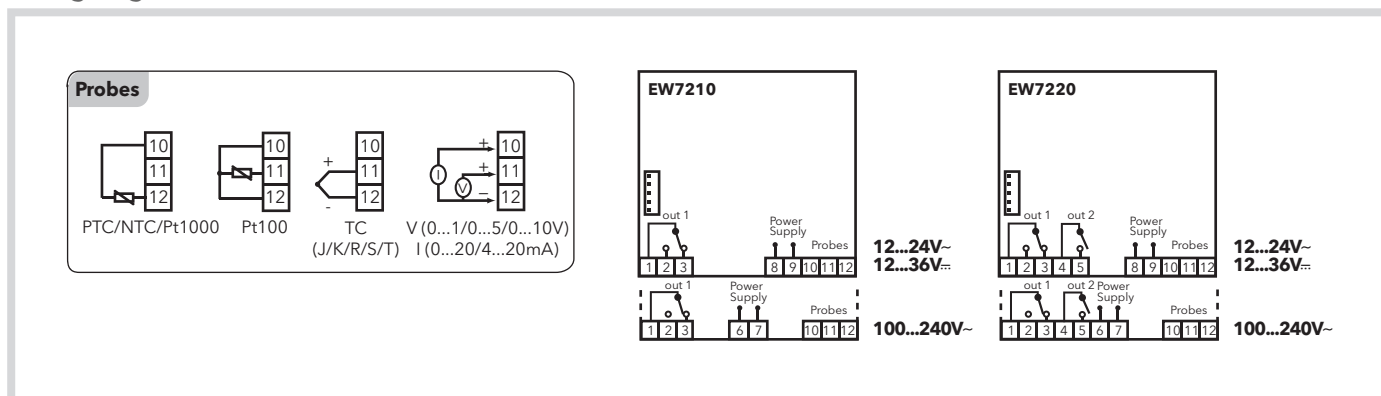 Probes
10
11
12
PTC/NTC/Pt1000
10
11
12
Pt100
+
-
10
11
12
TC
(J/K/R/S/T)
I
V
+
+
–
10
11
12
V (0...1/0...5/0...10V)
I (0...20/4...20mA)
EW7210
out 1
Power
Supply
Probes
1 2 3 8 9 10 11 12
12...24V~
12...36V⎓
out 1
Power
Supply
Probes
1 2 3 6 7 10 11 12
100...240V~
EW7220
out 1 out 2
Power
Supply
Probes
1 2 3 4 5 8 9 10 11 12
12...24V~
12...36V⎓
out 1 out 2 Power
Supply
Probes
1 2 3 4 5 6 7 10 11 12
100...240V~